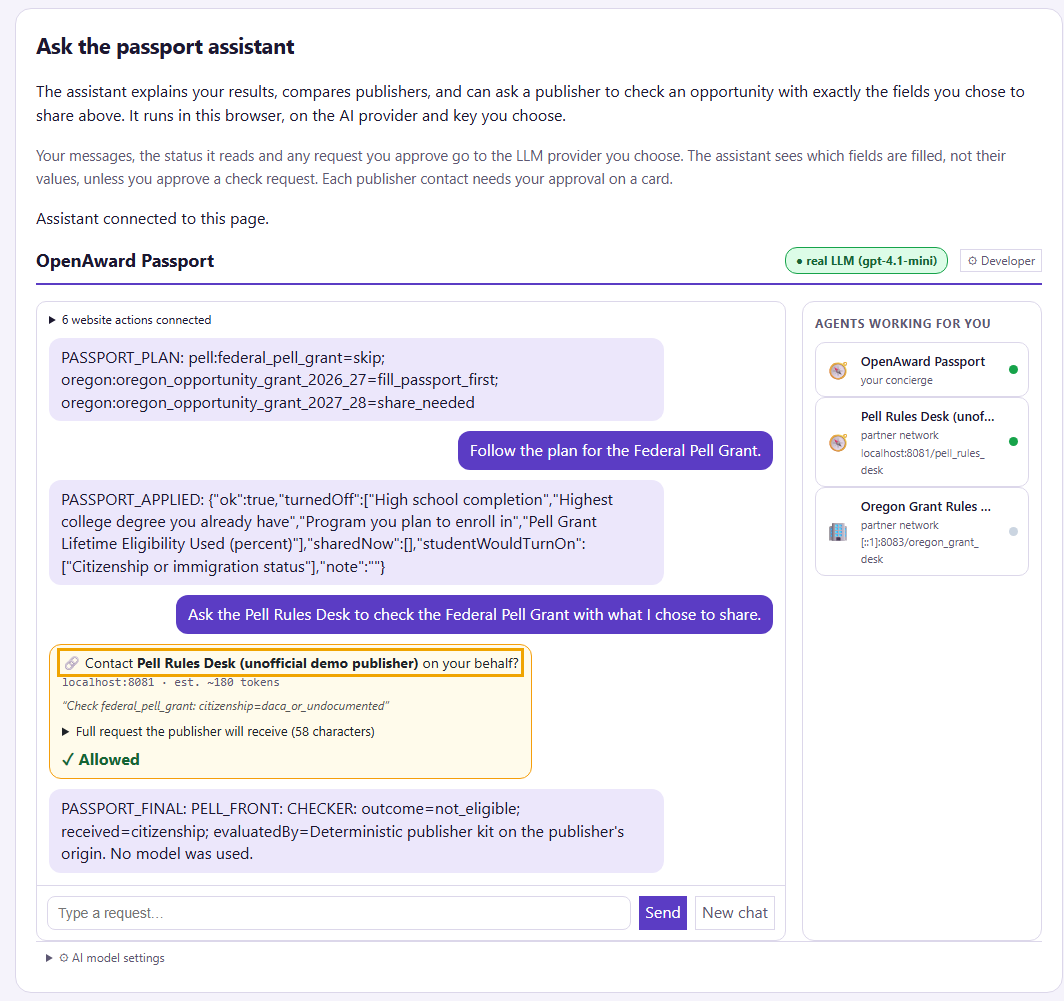 Ask the passport assistant
The assistant explains your results, compares publishers, and can ask a publisher to check an opportunity with exactly the fields you chose to
share above. It runs in this browser, on the AI provider and key you choose.
Your messages, the status it reads and any request you approve go to the LLM provider you choose. The assistant sees which fields are filled, not their
values, unless you approve a check request. Each publisher contact needs your approval on a card.
Assistant connected to this page.
OpenAward Passport
● real LLM (gpt-4.1-mini)
⚙ Developer
▶ 6 website actions connected
PASSPORT_PLAN: pell:federal_pell_grant=skip;
oregon:oregon_opportunity_grant_2026_27=fill_passport_first;
oregon:oregon_opportunity_grant_2027_28=share_needed
Follow the plan for the Federal Pell Grant.
PASSPORT_APPLIED: {"ok":true,"turnedOff":["High school completion","Highest
college degree you already have","Program you plan to enroll in","Pell Grant
Lifetime Eligibility Used (percent)"],"sharedNow":[],"studentWouldTurnOn":
["Citizenship or immigration status"],"note":""}
Ask the Pell Rules Desk to check the Federal Pell Grant with what I chose to share.
🔗 Contact Pell Rules Desk (unofficial demo publisher) on your behalf?
localhost:8081 · est. ~180 tokens
"Check federal_pell_grant: citizenship=daca_or_undocumented"
▶ Full request the publisher will receive (58 characters)
✓ Allowed
PASSPORT_FINAL: PELL_FRONT: CHECKER: outcome=not_eligible;
received=citizenship; evaluatedBy=Deterministic publisher kit on the publisher's
origin. No model was used.
Type a request...
Send
New chat
▶ ⚙ AI model settings
AGENTS WORKING FOR YOU
OpenAward Passport
your concierge
Pell Rules Desk (unof...
partner network
localhost:8081/pell_rules_
desk
Oregon Grant Rules ...
partner network
[::1]:8083/oregon_grant_
desk